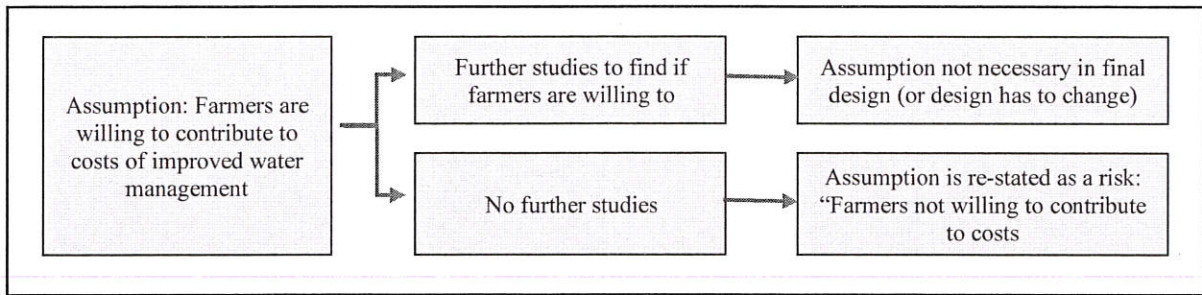 Assumption: Farmers are
willing to contribute to
costs of improved water
management
Further studies to find if
farmers are willing to
Assumption not necessary in final
design (or design has to change)
No further studies
Assumption is re-stated as a risk:
“Farmers not willing to contribute
to costs